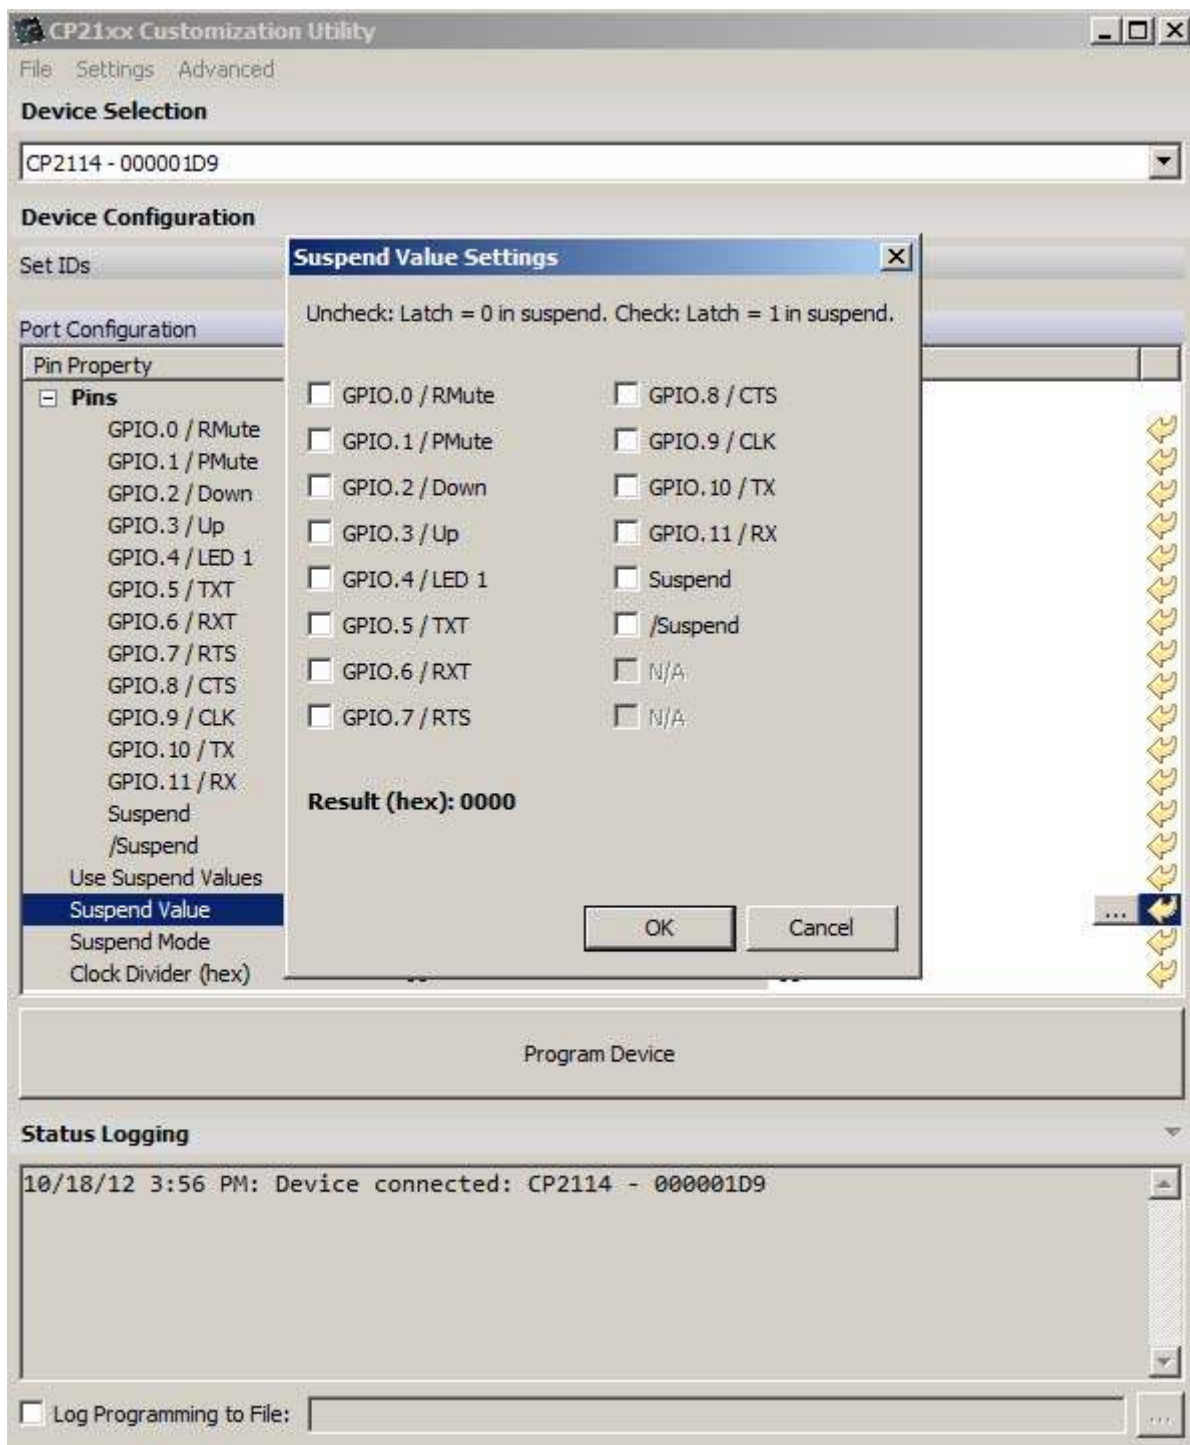 CP21xx Customization Utility
File Settings Advanced
Device Selection
CP2114 - 000001D9
Device Configuration
Set IDs
Port Configuration
Pin Property
Pins
GPIO.0 / RMute
GPIO.1 / PMute
GPIO.2 / Down
GPIO.3 / Up
GPIO.4 / LED 1
GPIO.5 / TXT
GPIO.6 / RXT
GPIO.7 / RTS
GPIO.8 / CTS
GPIO.9 / CLK
GPIO.10 / TX
GPIO.11 / RX
Suspend
/Suspend
Use Suspend Values
Suspend Value
...
Suspend Mode
Clock Divider (hex)
Suspend Value Settings
Uncheck: Latch = 0 in suspend. Check: Latch = 1 in suspend.
GPIO.0 / RMute
GPIO.1 / PMute
GPIO.2 / Down
GPIO.3 / Up
GPIO.4 / LED 1
GPIO.5 / TXT
GPIO.6 / RXT
GPIO.7 / RTS
GPIO.8 / CTS
GPIO.9 / CLK
GPIO.10 / TX
GPIO.11 / RX
Suspend
/Suspend
N/A
N/A
Result (hex): 0000
OK
Cancel
Program Device
Status Logging
10/18/12 3:56 PM: Device connected: CP2114 - 000001D9
Log Programming to File:
...